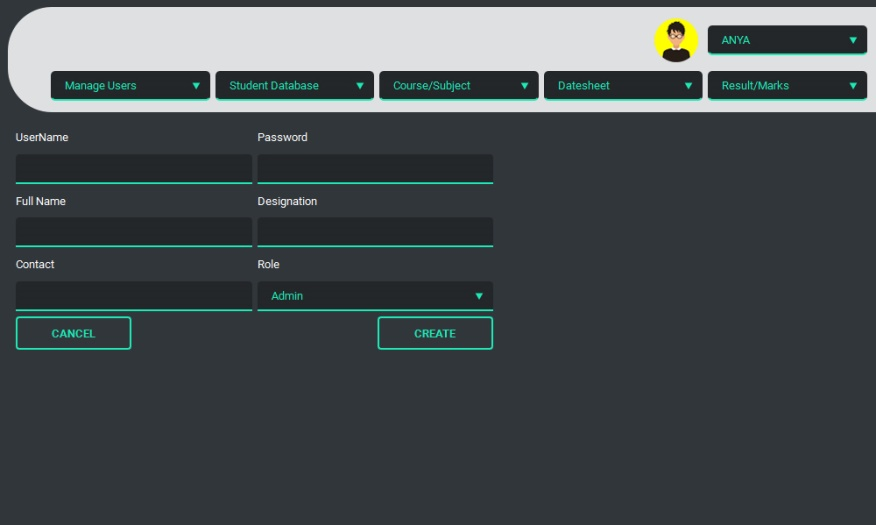 ANYA
Manage Users Student Database Course/Subject Datesheet Result/Marks
UserName Password
Full Name Designation
Contact Role
Admin
CANCEL CREATE